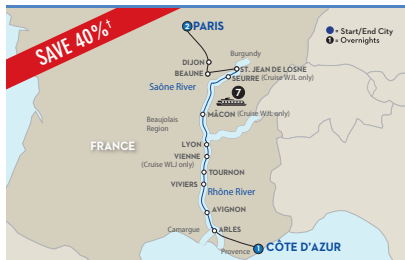 SAVE 40%†
2 PARIS
= Start/End City
1 = Overnights
Burgundy
DIJON
BEAUNE
ST. JEAN DE LOSNE
SEURRE (Cruise WJL only)
Saône River
7
Beaujolais
Region
MÂCON (Cruise WJL only)
FRANCE
LYON
VIENNE
(Cruise WLJ only)
TOURNON
VIVIERS
Rhône River
AVIGNON
Camargue
ARLES
Provence
1 CÔTE D'AZUR